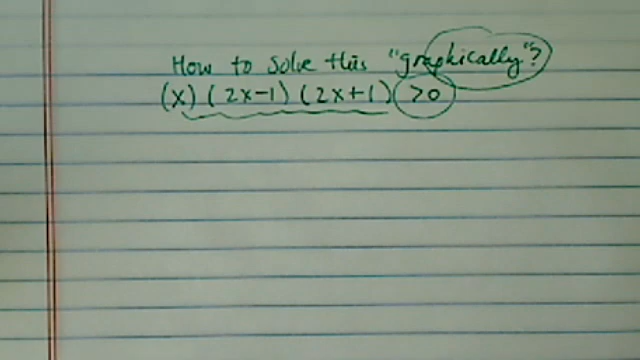 How to solve this "graphically"?
(x) (2x-1) (2x+1) >0